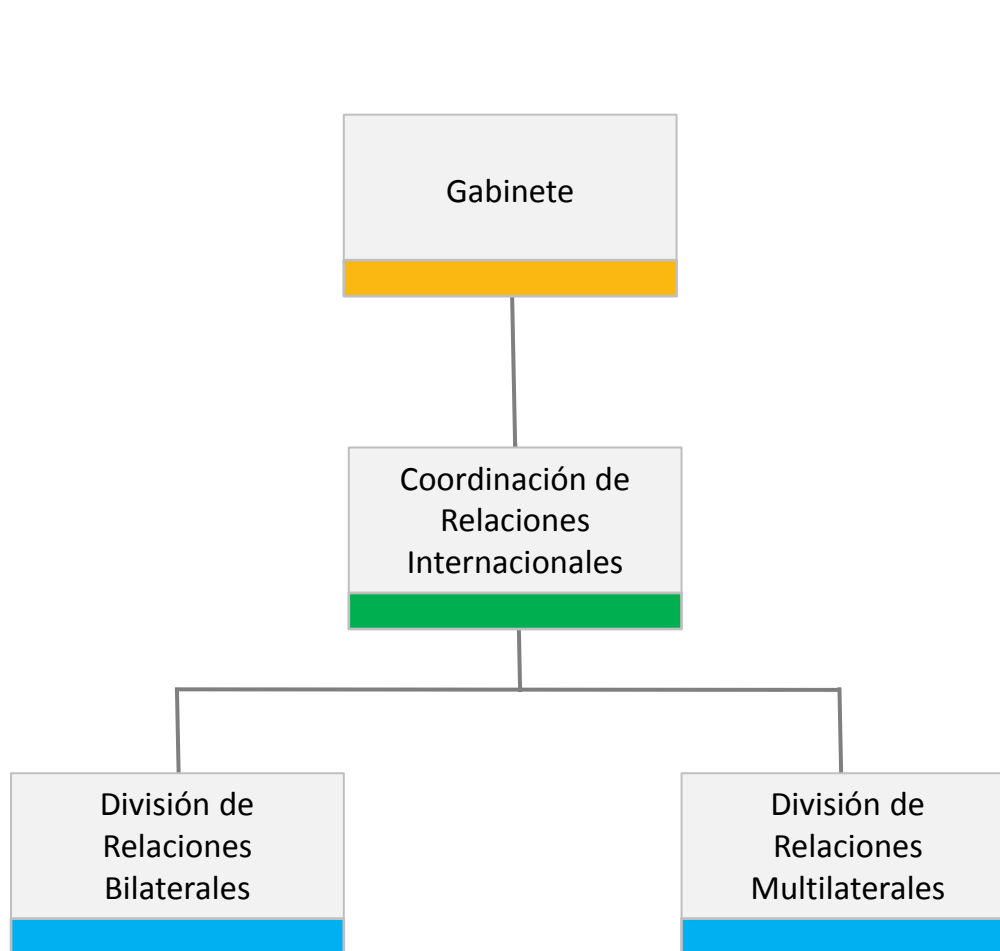 Gabinete
Coordinación de
Relaciones
Internacionales
División de
Relaciones
Bilaterales
División de
Relaciones
Multilaterales